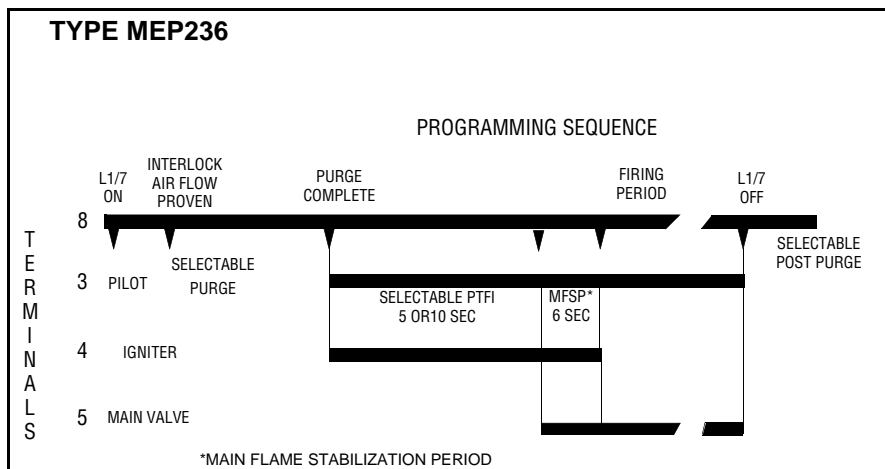 TYPE MEP236
PROGRAMMING SEQUENCE
L1/7
ON
INTERLOCK
AIR FLOW
PROVEN
PURGE
COMPLETE
FIRING
PERIOD
L1/7
OFF
TERMINALS
8
SELECTABLE
POST PURGE
3 PILOT
SELECTABLE
PURGE
SELECTABLE PTFI
5 OR10 SEC
MFSP*
6 SEC
4 IGNITER
5 MAIN VALVE
*MAIN FLAME STABILIZATION PERIOD